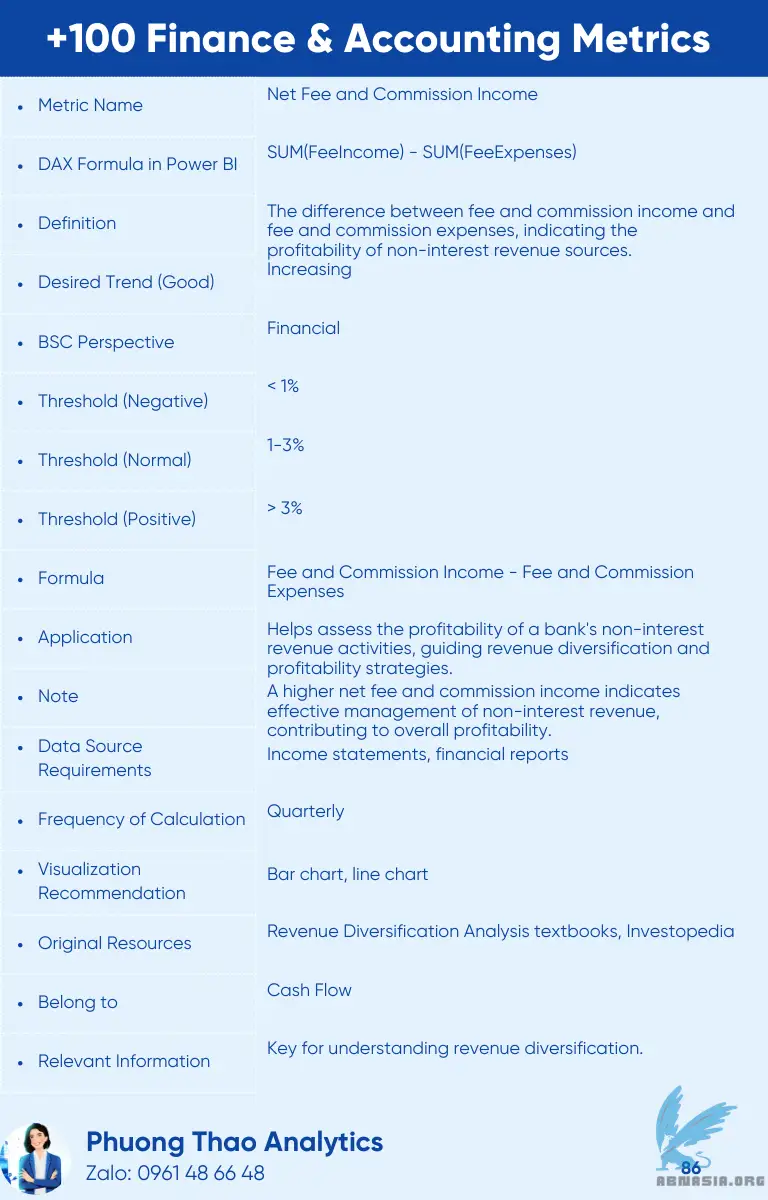 +100 Finance & Accounting Metrics
• Metric Name
Net Fee and Commission Income
• DAX Formula in Power BI
SUM(FeeIncome) - SUM(FeeExpenses)
• Definition
The difference between fee and commission income and
fee and commission expenses, indicating the
profitability of non-interest revenue sources.
• Desired Trend (Good)
Increasing
• BSC Perspective
Financial
• Threshold (Negative)
< 1%
• Threshold (Normal)
1-3%
• Threshold (Positive)
> 3%
• Formula
Fee and Commission Income - Fee and Commission
Expenses
• Application
Helps assess the profitability of a bank's non-interest
revenue activities, guiding revenue diversification and
profitability strategies.
• Note
A higher net fee and commission income indicates
effective management of non-interest revenue,
contributing to overall profitability.
• Data Source
Requirements
Income statements, financial reports
• Frequency of Calculation
Quarterly
• Visualization
Recommendation
Bar chart, line chart
• Original Resources
Revenue Diversification Analysis textbooks, Investopedia
• Belong to
Cash Flow
• Relevant Information
Key for understanding revenue diversification.
Phuong Thao Analytics
Zalo: 0961 48 66 48
86
ABNASIA.ORG